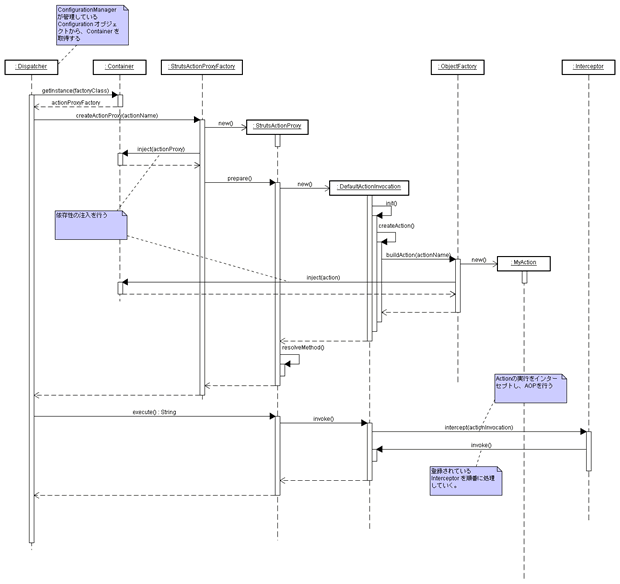 ConfigurationManager
が管理している
Configuration オブジェ
クトから、Container を
取得する
: Dispatcher
: Container
: StrutsActionProxyFactory
: ObjectFactory
: Interceptor
getInstance(factoryClass)
actionProxyFactory
createActionProxy(actionName)
new()
: StrutsActionProxy
inject(actionProxy)
prepare()
new()
: DefaultActionInvocation
init()
依存性の注入を行う
createAction()
buildAction(actionName)
new()
: MyAction
inject(action)
resolveMethod()
Actionの実行をインター
セプトし、AOPを行う
execute() : String
invoke()
intercept(actionInvocation)
invoke()
登録されている
Interceptor を順番に処理
していく。